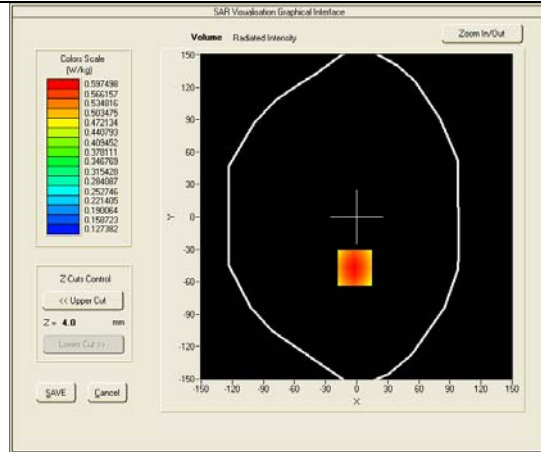 SAR Visualisation Graphical Interface
Volume Radiated Intensity
Zoom In/Out
Colors Scale
(W/kg)
0.597498
0.566157
0.534816
0.503475
0.472134
0.440793
0.409452
0.378111
0.346769
0.315428
0.284087
0.252746
0.221405
0.190064
0.158723
0.127382
Z-Cuts Control
<< Upper Cut
Z = 4.0 mm
Lower Cut >>
SAVE Cancel
150
120
90
60
30
0
-30
-60
-90
-120
-150
Y
-150 -120 -90 -60 -30 0 30 60 90 120 150
X